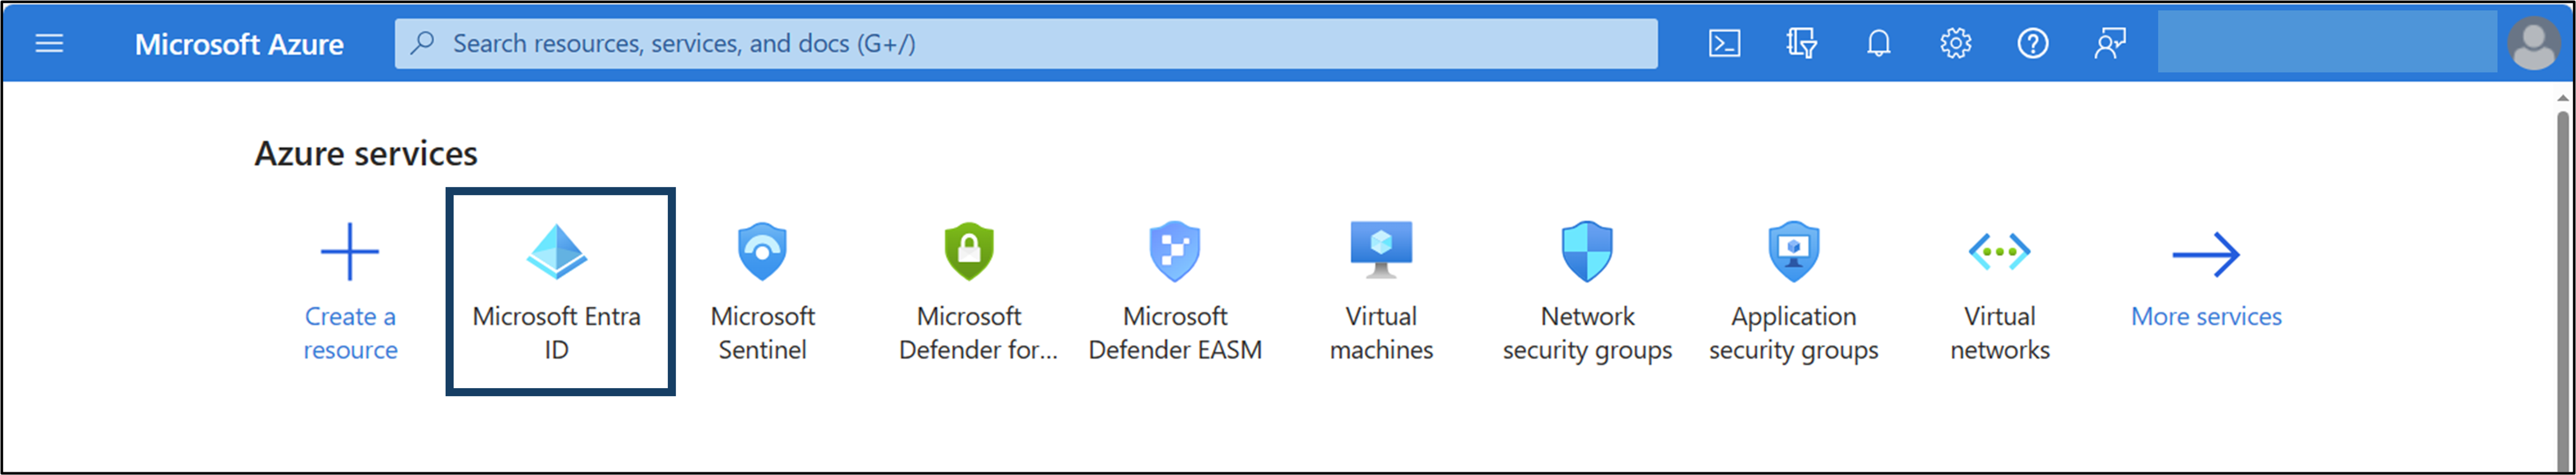 Microsoft Azure
Search resources, services, and docs (G+/)
Azure services
Create a
resource
Microsoft Entra
ID
Microsoft
Sentinel
Microsoft
Defender for...
Microsoft
Defender EASM
Virtual
machines
Network
security groups
Application
security groups
Virtual
networks
More services